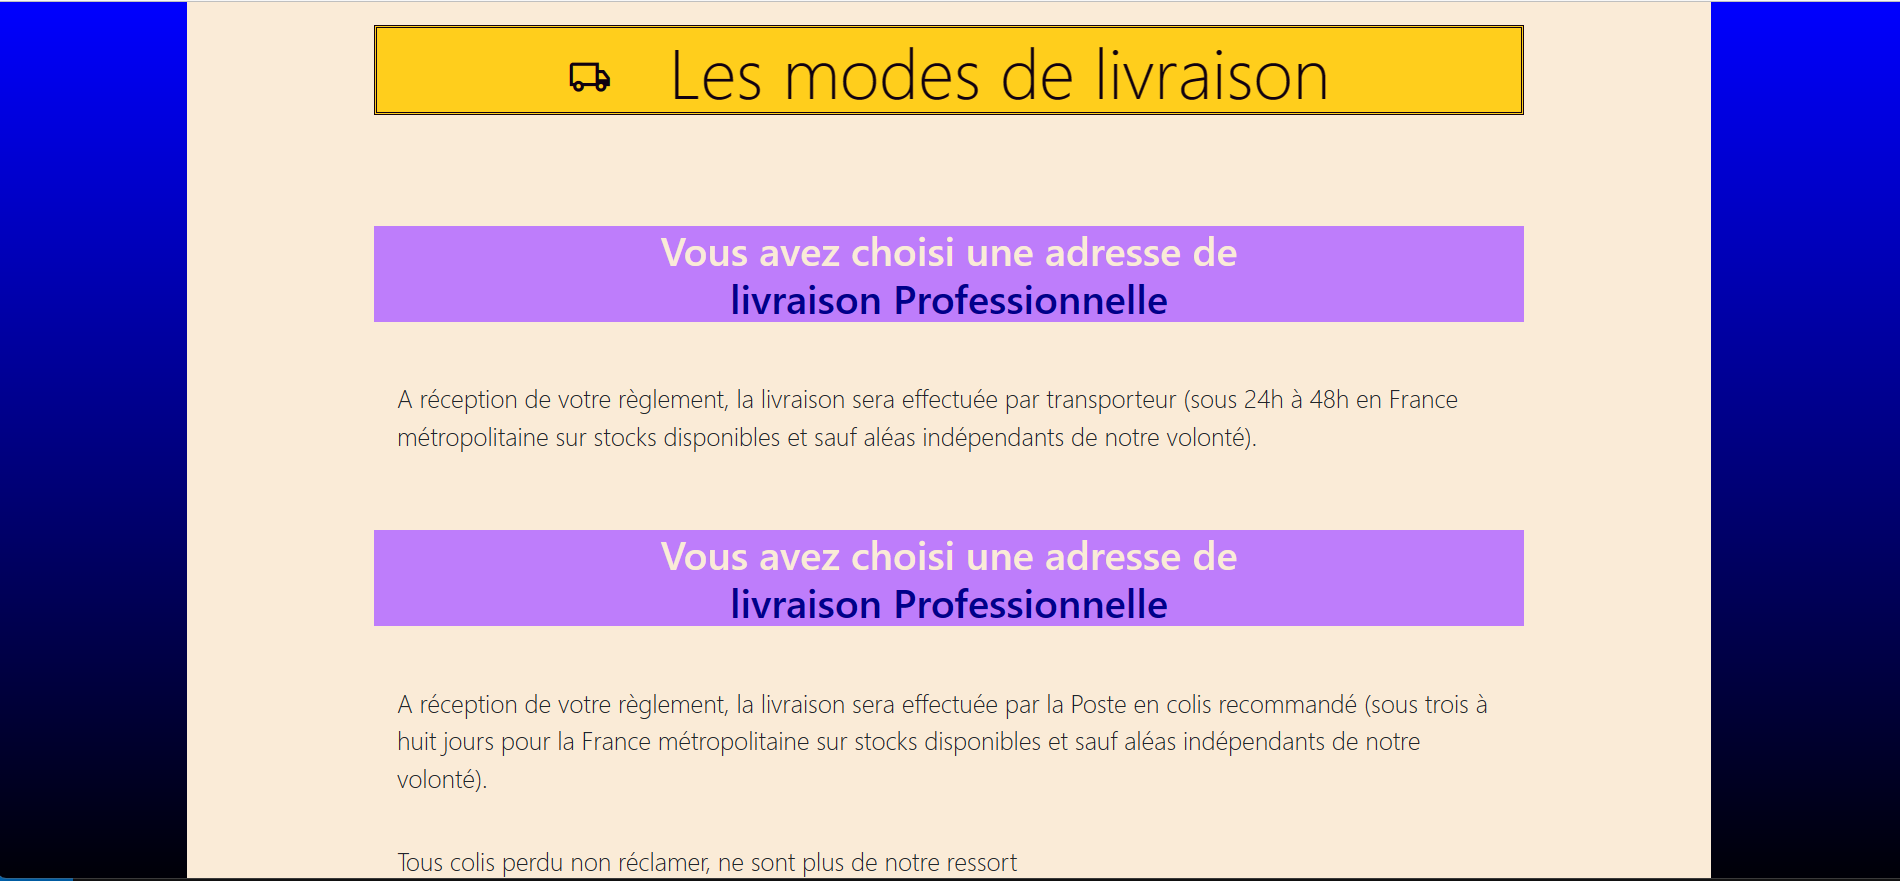 Les modes de livraison
Vous avez choisi une adresse de
livraison Professionnelle
A réception de votre règlement, la livraison sera effectuée par transporteur (sous 24h à 48h en France
métropolitaine sur stocks disponibles et sauf aléas indépendants de notre volonté).
Vous avez choisi une adresse de
livraison Professionnelle
A réception de votre règlement, la livraison sera effectuée par la Poste en colis recommandé (sous trois à
huit jours pour la France métropolitaine sur stocks disponibles et sauf aléas indépendants de notre
volonté).
Tous colis perdu non réclamer, ne sont plus de notre ressort